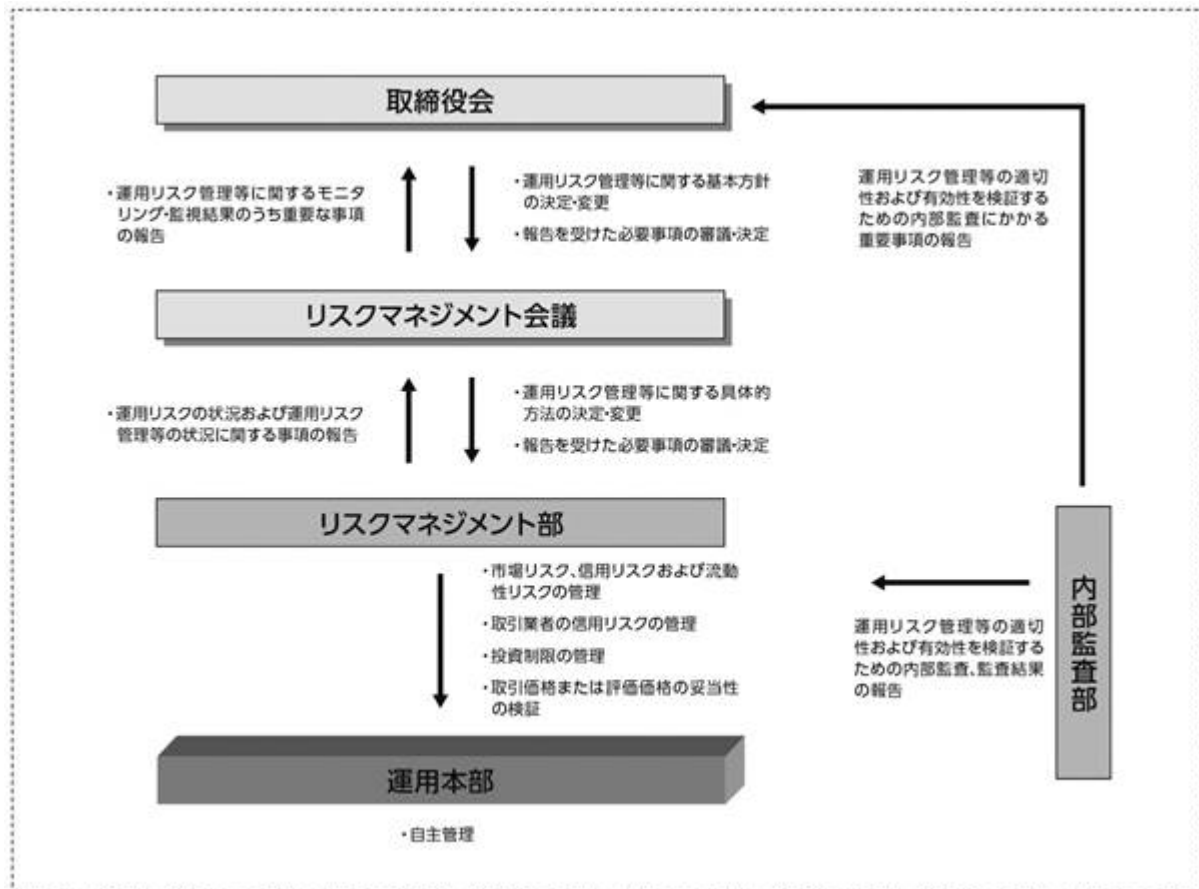 取締役会
・運用リスク管理等に関するモニタ
リング・監視結果のうち重要な事項
の報告
・運用リスク管理等に関する基本方針
の決定・変更
・報告を受けた必要事項の審議・決定
運用リスク管理等の適切
性および有効性を検証する
ための内部監査にかかる
重要事項の報告
リスクマネジメント会議
・運用リスクの状況および運用リスク
管理等の状況に関する事項の報告
・運用リスク管理等に関する具体的
方法の決定・変更
・報告を受けた必要事項の審議・決定
リスクマネジメント部
・市場リスク、信用リスクおよび流動
性リスクの管理
・取引業者の信用リスクの管理
・投資制限の管理
・取引価格または評価価格の妥当性
の検証
運用リスク管理等の適切
性および有効性を検証する
ための内部監査、監査結果
の報告
内部監査部
運用本部
・自主管理